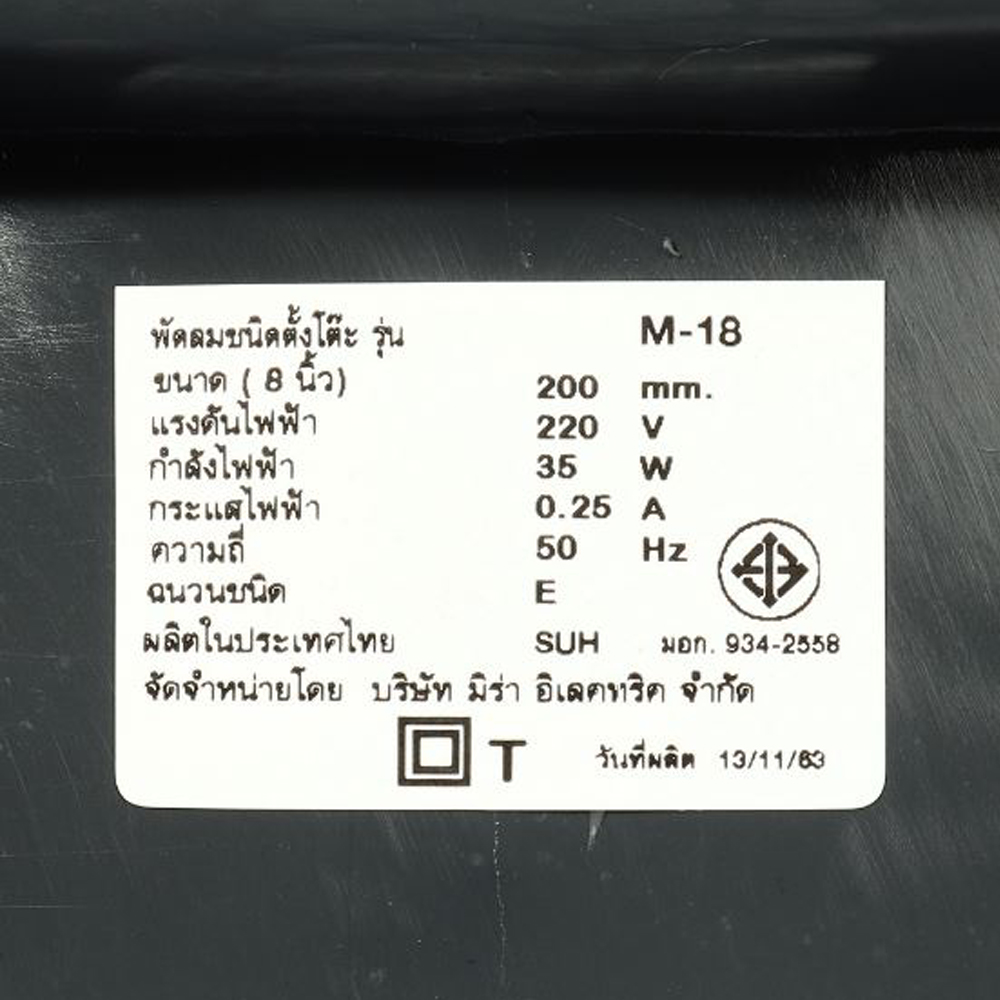 พัดลมชนิดตั้งโต๊ะ รุ่น M-18
ขนาด ( 8 นิ้ว) 200 mm.
แรงดันไฟฟ้า 220 V
กำลังไฟฟ้า 35 W
กระแสไฟฟ้า 0.25 A
ความถี่ 50 Hz
ฉนวนชนิด E
ผลิตในประเทศไทย SUH มอก. 934-2558
จัดจำหน่ายโดย บริษัท มิร่า อิเลคทริค จำกัด
T วันที่ผลิต 13/11/63